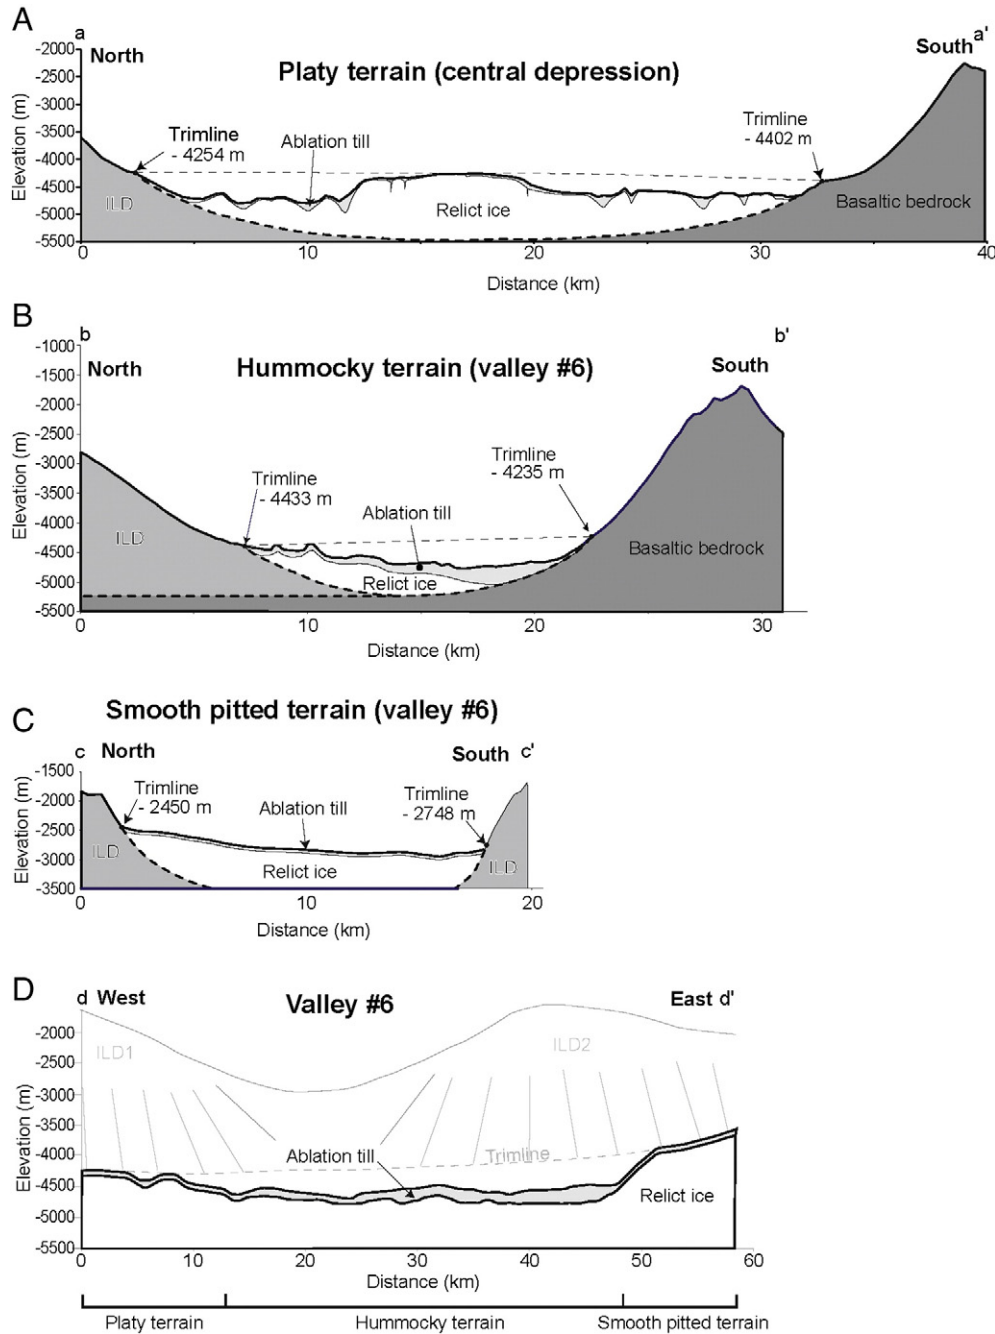 A
a
North
South
a'
Platy terrain (central depression)
-2000
-2500
-3000
-3500
-4000
-4500
-5000
-5500
Elevation (m)
Trimline
- 4254 m
Ablation till
Trimline
- 4402 m
ILD
Relict ice
Basaltic bedrock
0
10
20
30
40
Distance (km)
B
b
b'
North
South
Hummocky terrain (valley #6)
-1000
-1500
-2000
-2500
-3000
-3500
-4000
-4500
-5000
-5500
Elevation (m)
Trimline
- 4433 m
Trimline
- 4235 m
Ablation till
ILD
Relict ice
Basaltic bedrock
0
10
20
30
Distance (km)
C
Smooth pitted terrain (valley #6)
c
North
South
c'
-1500
-2000
-2500
-3000
-3500
Elevation (m)
Trimline
- 2450 m
Ablation till
Trimline
- 2748 m
ILD
Relict ice
ILD
0
10
20
Distance (km)
D
d West
Valley #6
East d'
-2000
-3000
-3500
-4000
-4500
-5000
-5500
Elevation (m)
ILD1
ILD2
Ablation till
Trimline
Relict ice
0
10
20
30
40
50
60
Distance (km)
Platy terrain
Hummocky terrain
Smooth pitted terrain